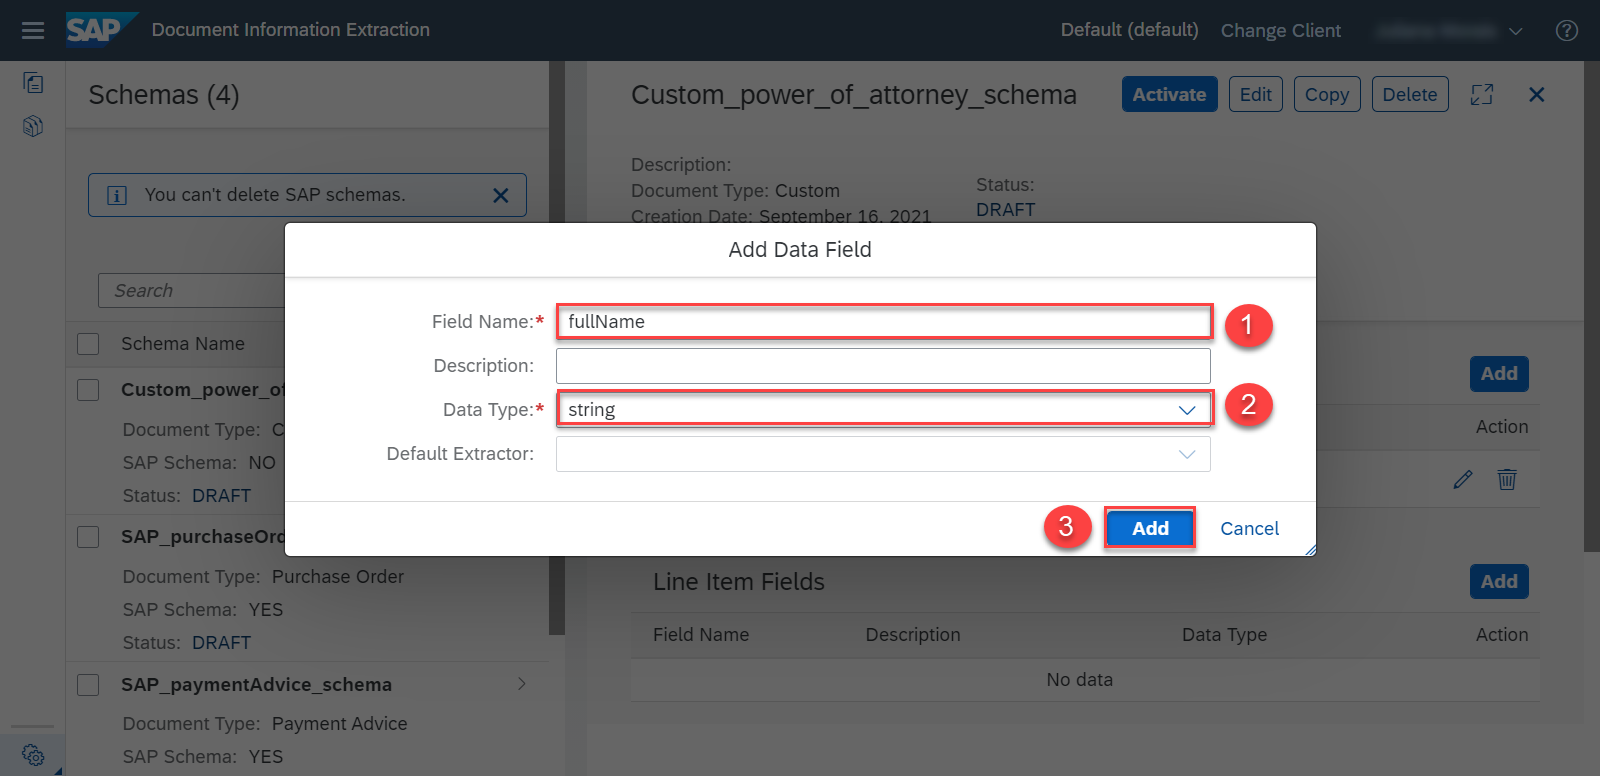 SAP Document Information Extraction Default (default) Change Client
Schemas (4)
You can't delete SAP schemas.
Search
Schema Name
Custom_power_of
Document Type: C
SAP Schema: NO
Status: DRAFT
SAP_purchaseOrd
Document Type: Purchase Order
SAP Schema: YES
Status: DRAFT
SAP_paymentAdvice_schema
Document Type: Payment Advice
SAP Schema: YES
Custom_power_of_attorney_schema
Activate Edit Copy Delete
Description:
Document Type: Custom
Creation Date: September 16, 2021
Status:
DRAFT
Add
Action
Add Data Field
Field Name:* fullName 1
Description:
Data Type:* string 2
Default Extractor:
3 Add Cancel
Line Item Fields Add
Field Name Description Data Type Action
No data